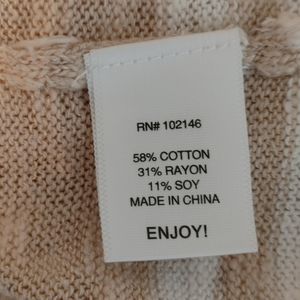 RN# 102146
58% COTTON
31% RAYON
11% SOY
MADE IN CHINA
ENJOY!